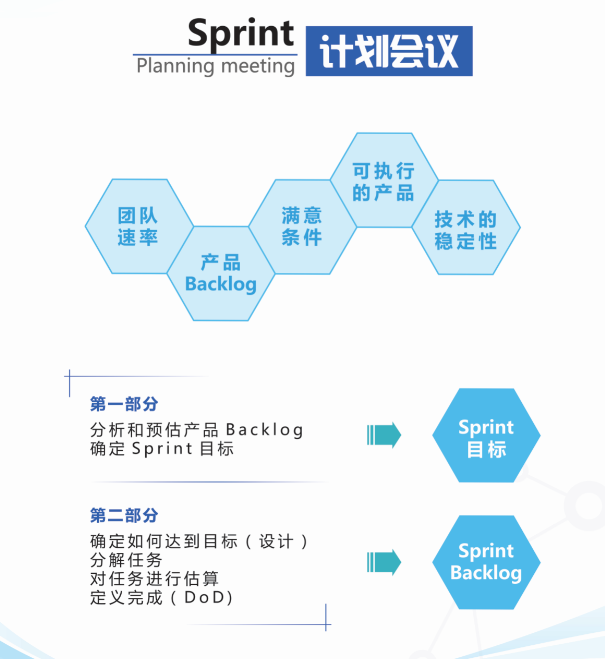 Sprint
Planning meeting
计划会议
团队
速率
产品
Backlog
满意
条件
可执行
的产品
技术的
稳定性
第一部分
分析和预估产品 Backlog
确定 Sprint 目标
Sprint
目标
第二部分
确定如何达到目标（设计）
分解任务
对任务进行估算
定义完成（DoD)
Sprint
Backlog